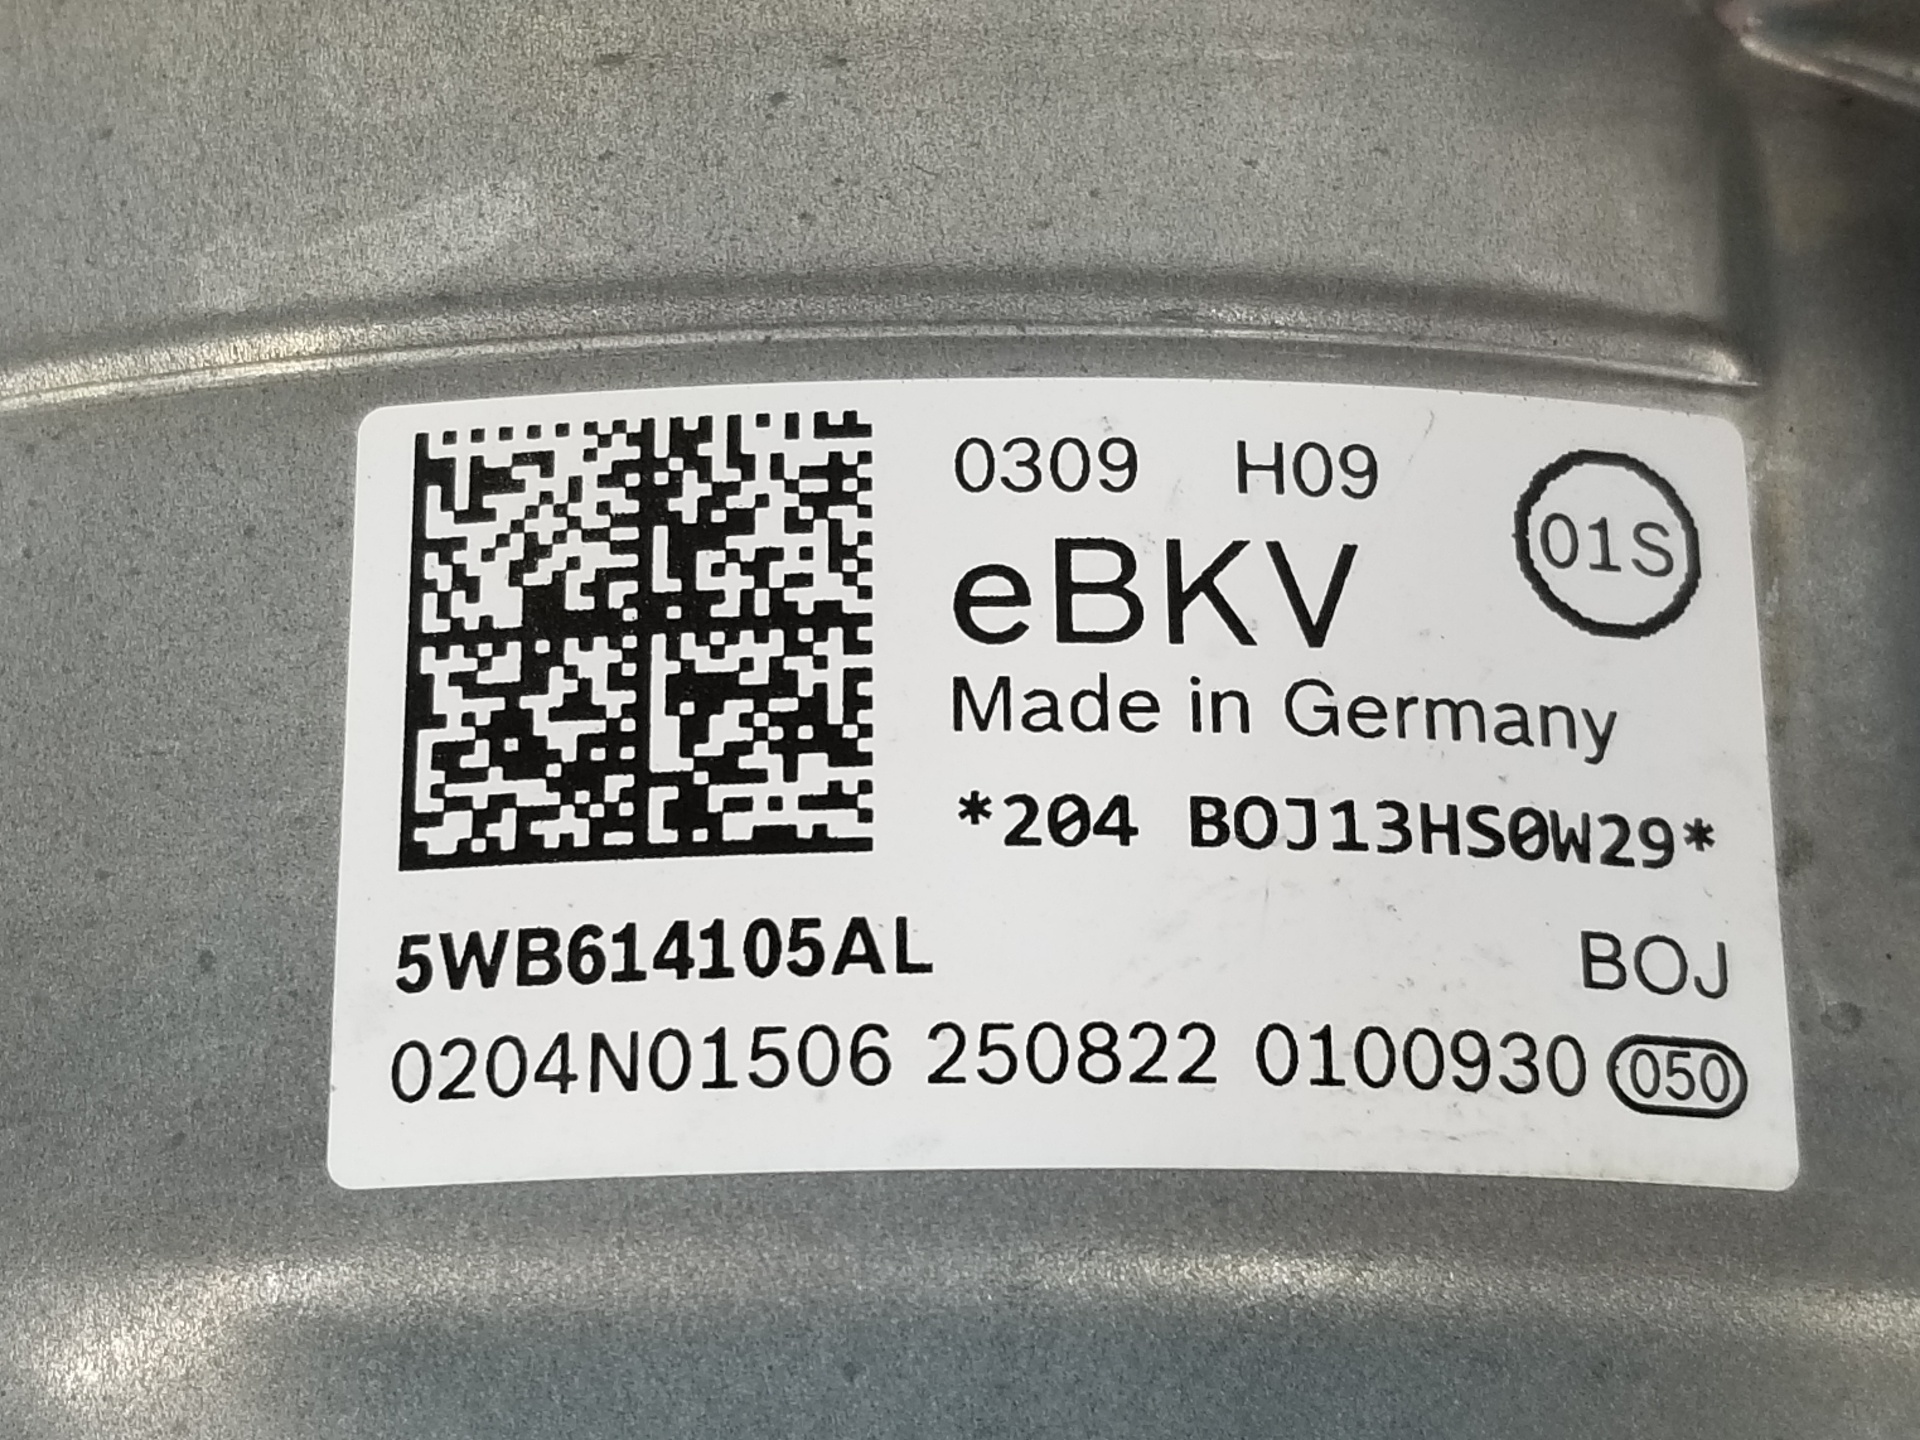 0309 H09
01S
eBKV
Made in Germany
*204 BOJ13HS0W29*
5WB614105AL
BOJ
0204N01506 250822 0100930 050